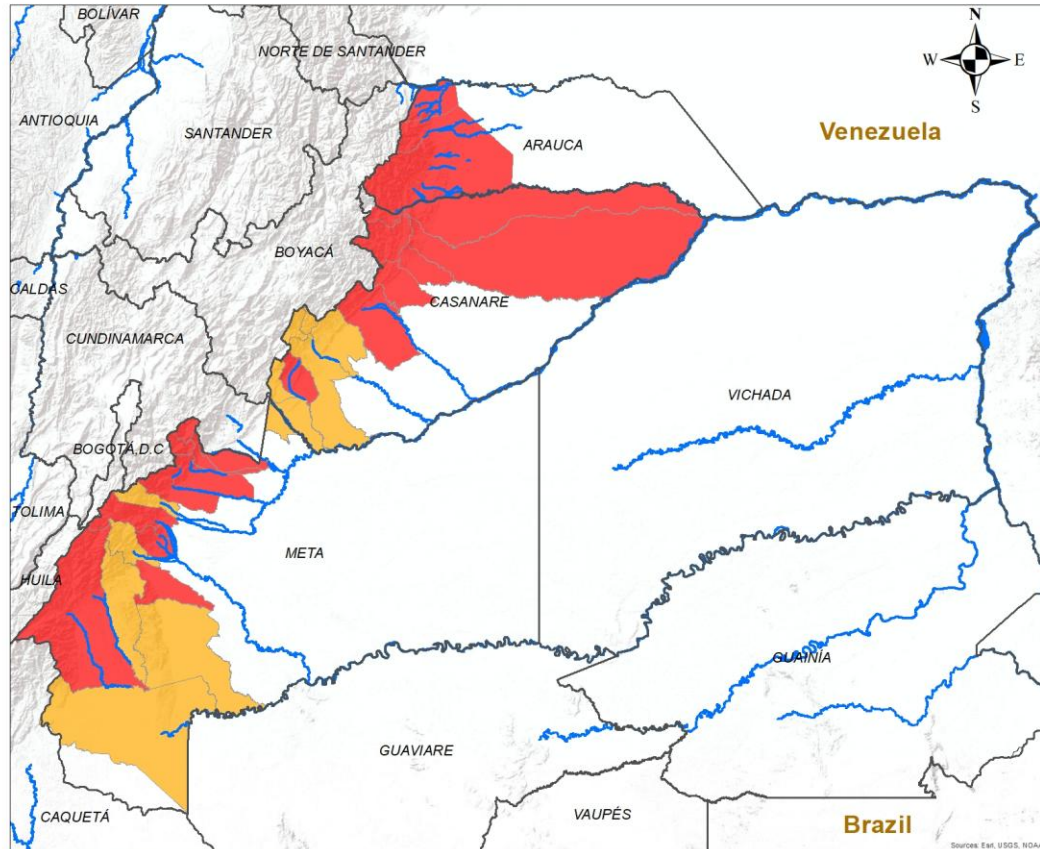 BOLÍVAR
NORTE DE SANTANDER
N
W
E
S
ANTIOQUIA
SANTANDER
ARAUCA
Venezuela
BOYACÁ
CALDAS
CASANARE
CUNDINAMARCA
VICHADA
BOGOTÁ,D.C
TOLIMA
META
HUILA
GUAINÍA
GUAVIARE
CAQUETÁ
VAUPÉS
Brazil
Sources: Esri, USGS, NOAA